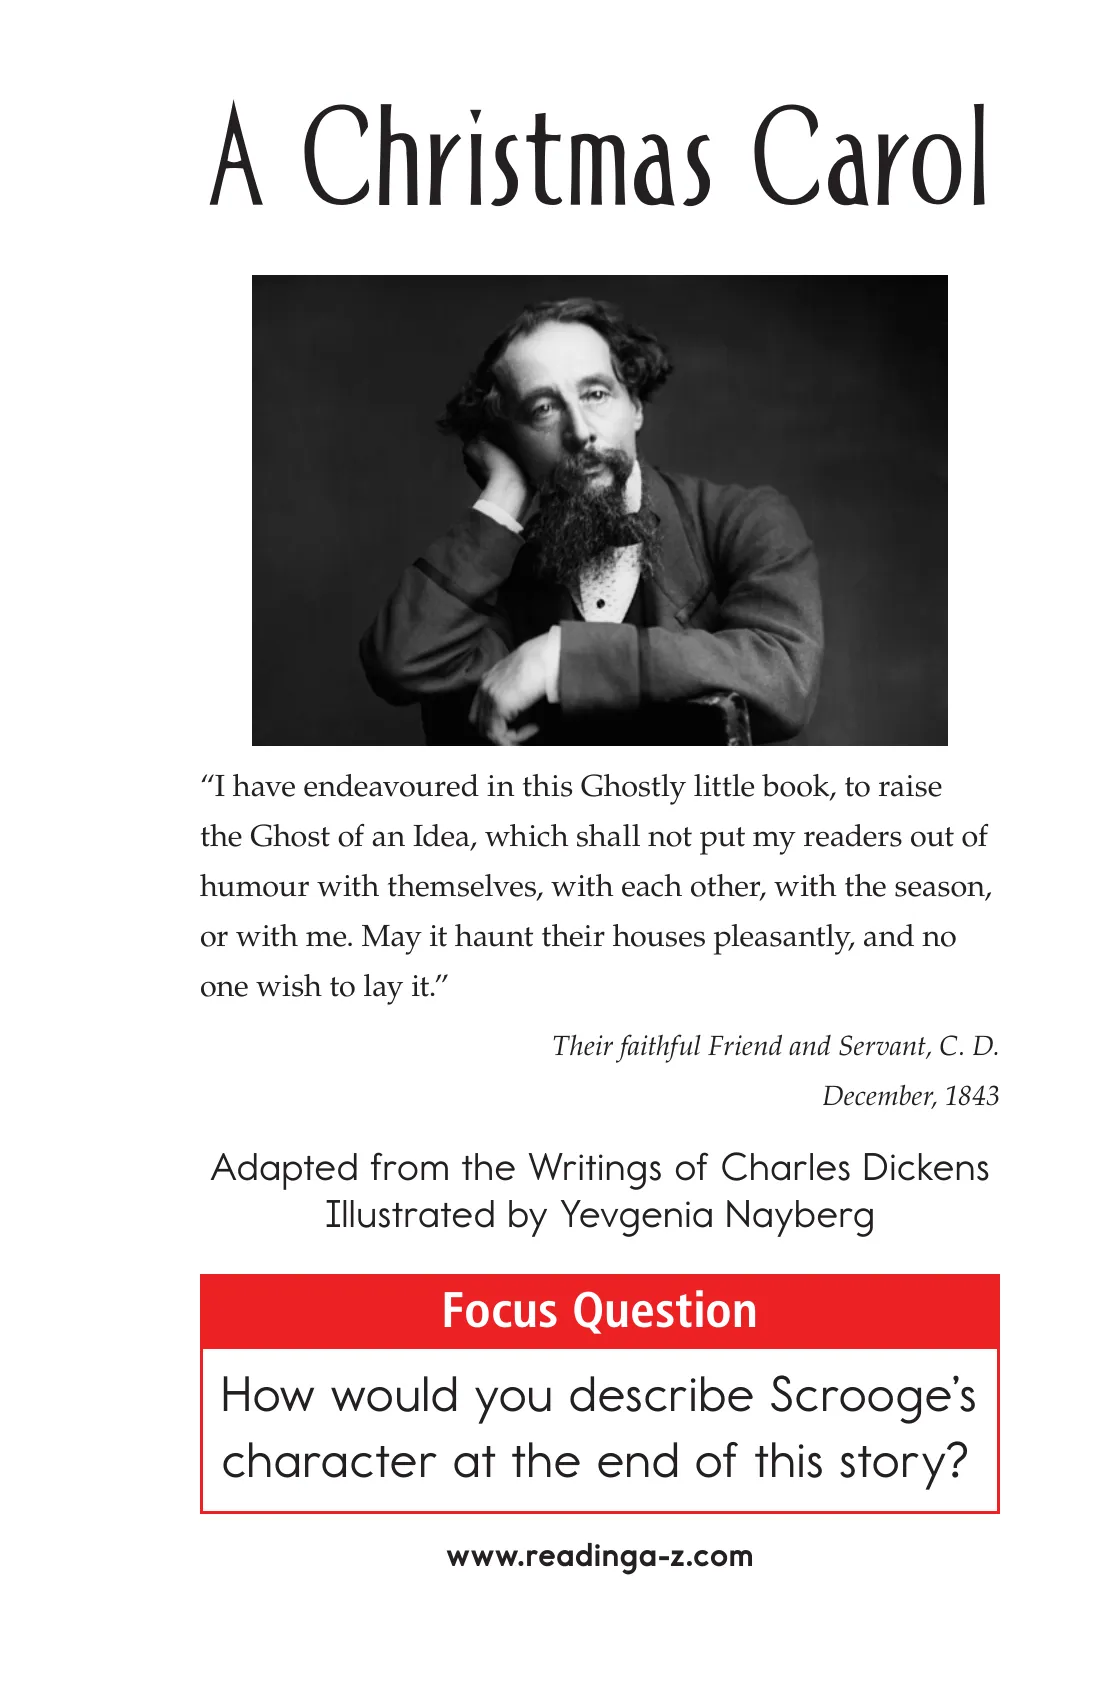 A Christmas Carol
“I have endeavoured in this Ghostly little book, to raise
the Ghost of an Idea, which shall not put my readers out of
humour with themselves, with each other, with the season,
or with me. May it haunt their houses pleasantly, and no
one wish to lay it.”
Their faithful Friend and Servant, C. D.
December, 1843
Adapted from the Writings of Charles Dickens
Illustrated by Yevgenia Nayberg
Focus Question
How would you describe Scrooge’s
character at the end of this story?
www.readinga-z.com